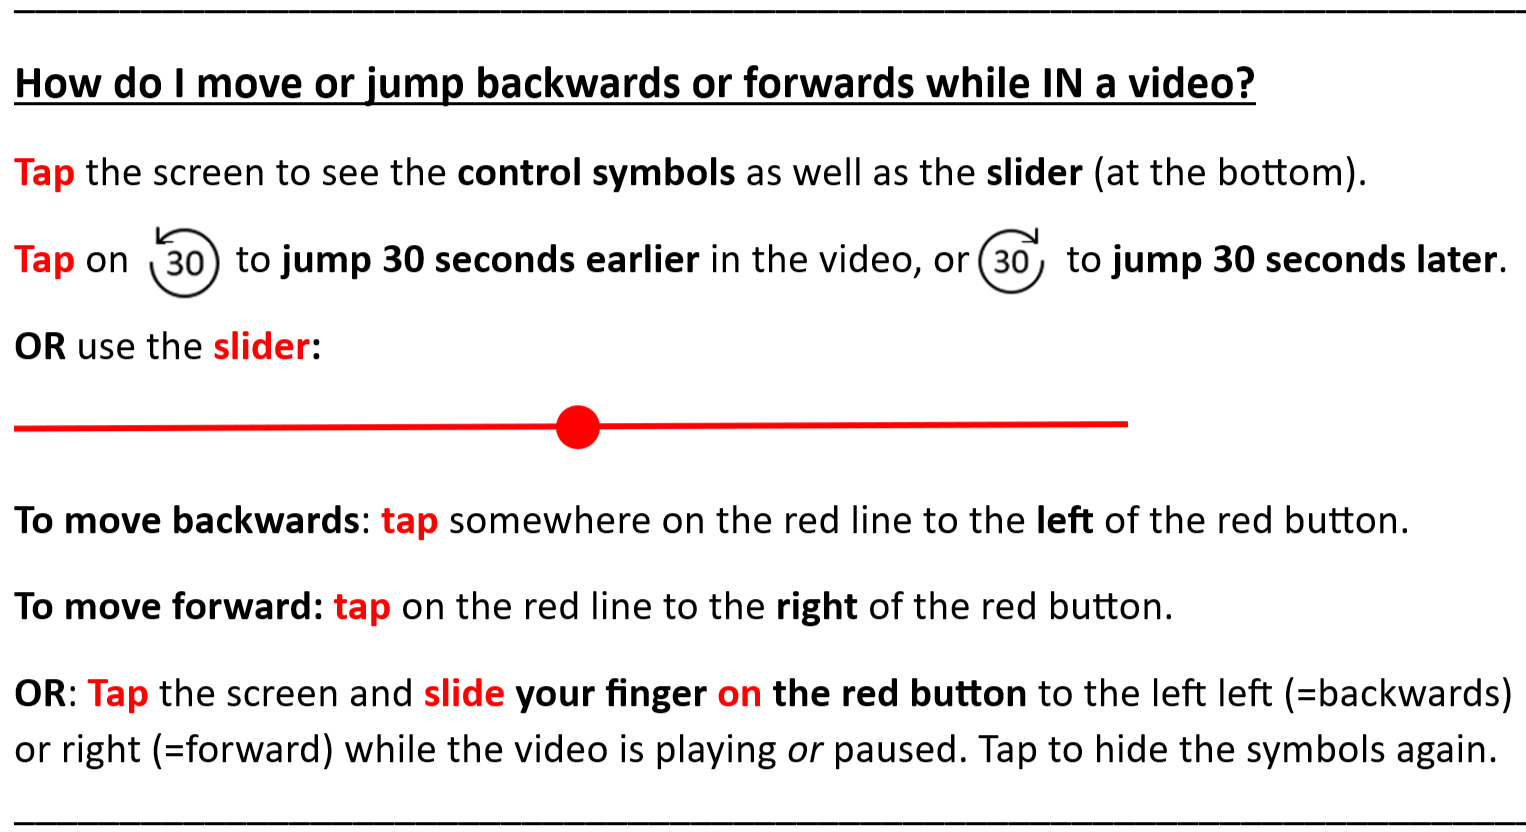 How do I move or jump backwards or forwards while IN a video?
Tap the screen to see the control symbols as well as the slider (at the bottom).
Tap on 30 to jump 30 seconds earlier in the video, or 30 to jump 30 seconds later.
OR use the slider:
To move backwards: tap somewhere on the red line to the left of the red button.
To move forward: tap on the red line to the right of the red button.
OR: Tap the screen and slide your finger on the red button to the left left (=backwards)
or right (=forward) while the video is playing or paused. Tap to hide the symbols again.